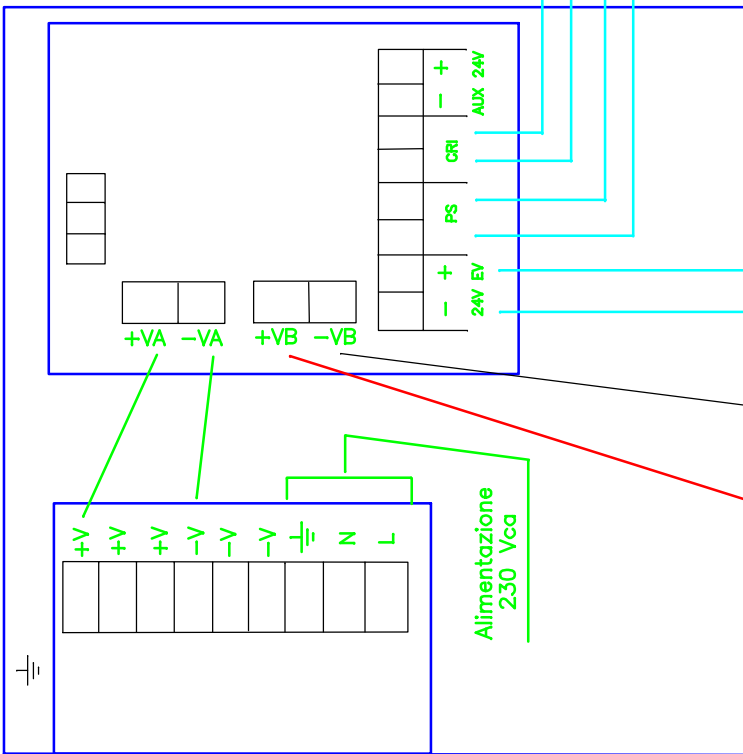 + −
AUX 24V
CRI
PS
+ −
24V EV
+VA −VA +VB −VB
+V +V +V −V −V −V N L
Alimentazione
230 Vca